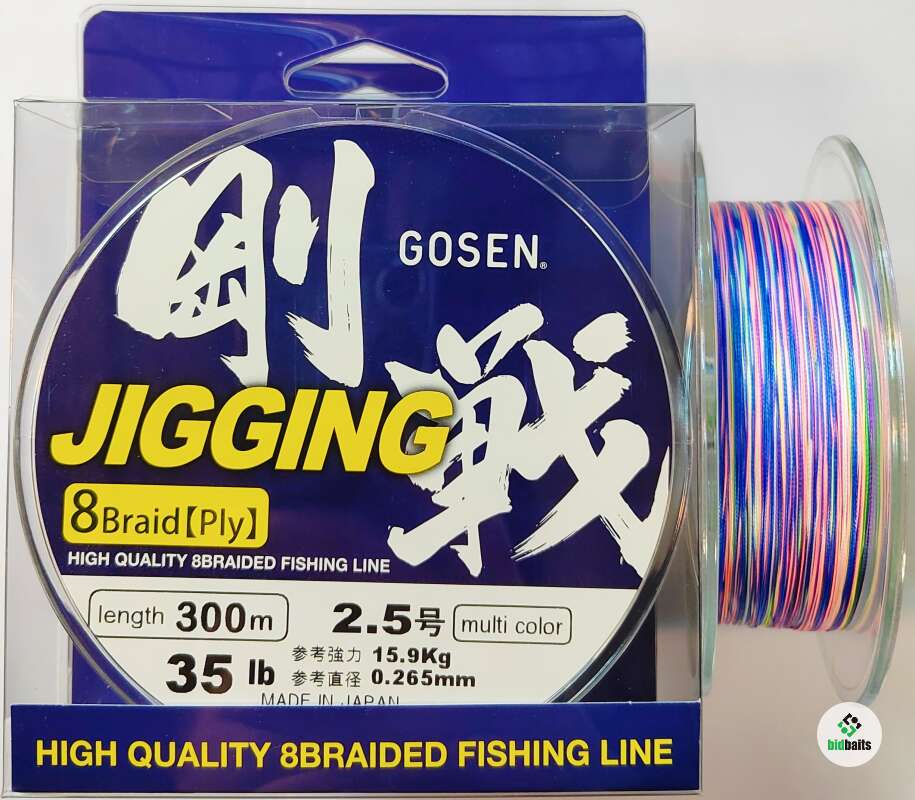 剛戦
GOSEN®
JIGGING
8Braid【Ply】
HIGH QUALITY 8BRAIDED FISHING LINE
length 300m 2.5号 multi color
35 lb 参考強力 15.9Kg
参考直径 0.265mm
MADE IN JAPAN
HIGH QUALITY 8BRAIDED FISHING LINE
bidbaits